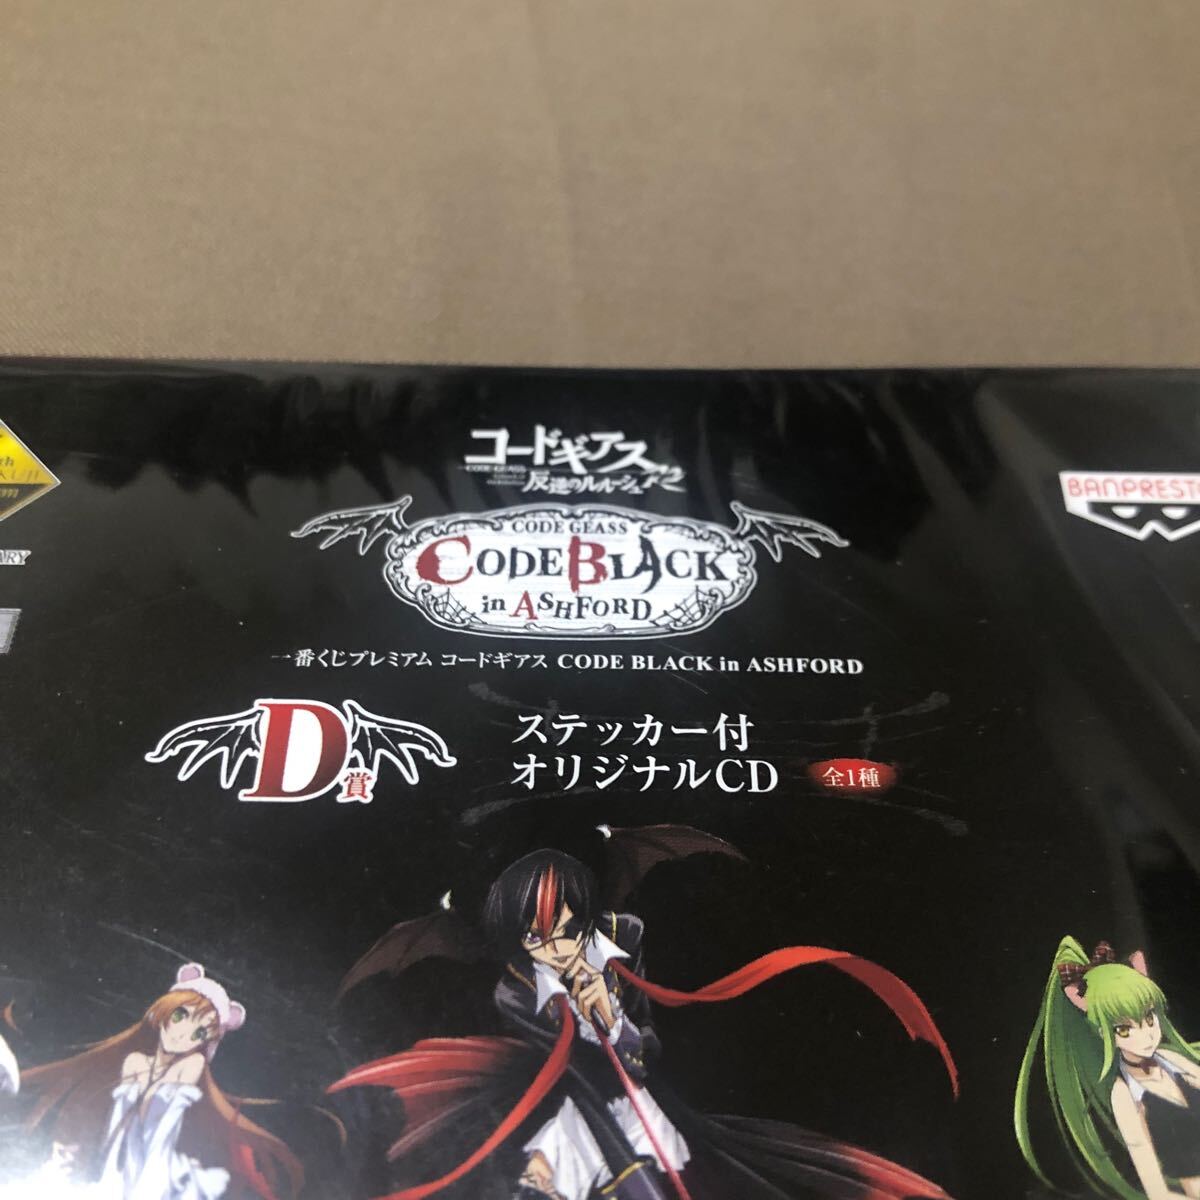 コードギアス
CODE GEASS
反逆のルルーシュR2
CODE GEASS
CODE BLACK
in ASHFORD
一番くじプレミアム コードギアス CODE BLACK in ASHFORD
D賞
ステッカー付
オリジナルCD
全1種
BANPREST